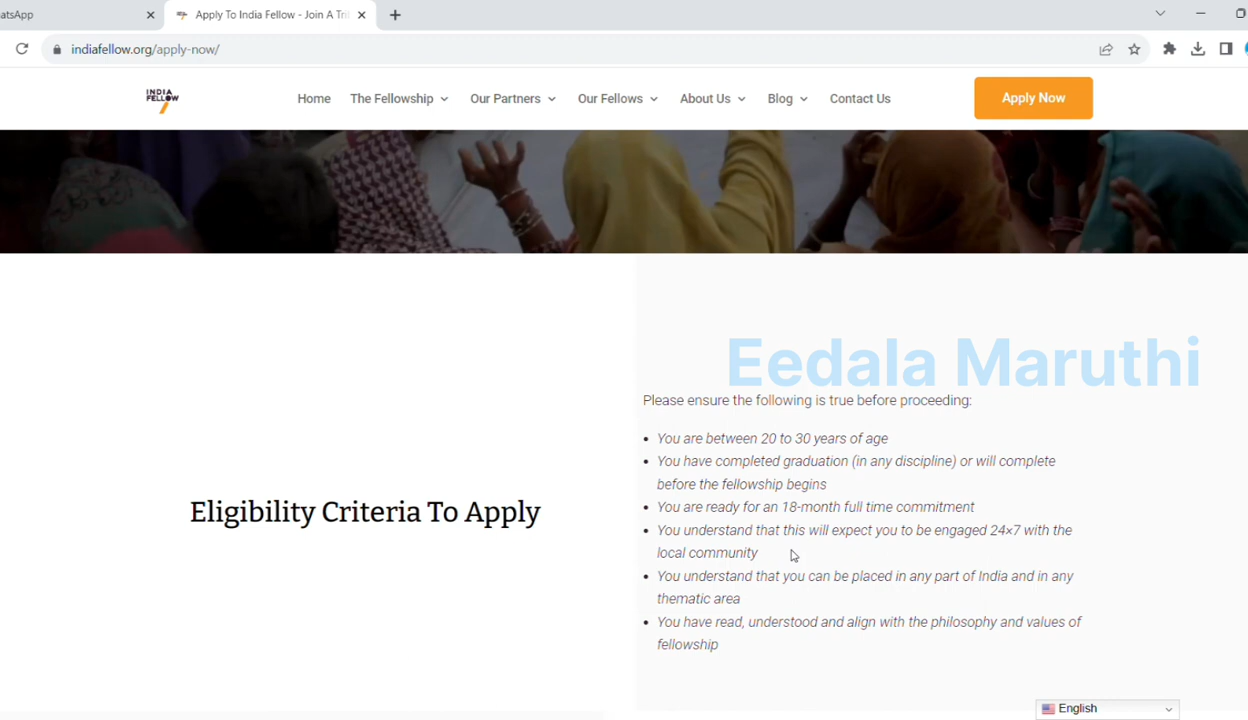 atsApp
Apply To India Fellow - Join A Tri
indiafellow.org/apply-now/
INDIA
FELLOW
Home The Fellowship Our Partners Our Fellows About Us Blog Contact Us Apply Now
Eedala Maruthi
Please ensure the following is true before proceeding:
• You are between 20 to 30 years of age
• You have completed graduation (in any discipline) or will complete
before the fellowship begins
• You are ready for an 18-month full time commitment
Eligibility Criteria To Apply
• You understand that this will expect you to be engaged 24×7 with the
local community
• You understand that you can be placed in any part of India and in any
thematic area
• You have read, understood and align with the philosophy and values of
fellowship
English